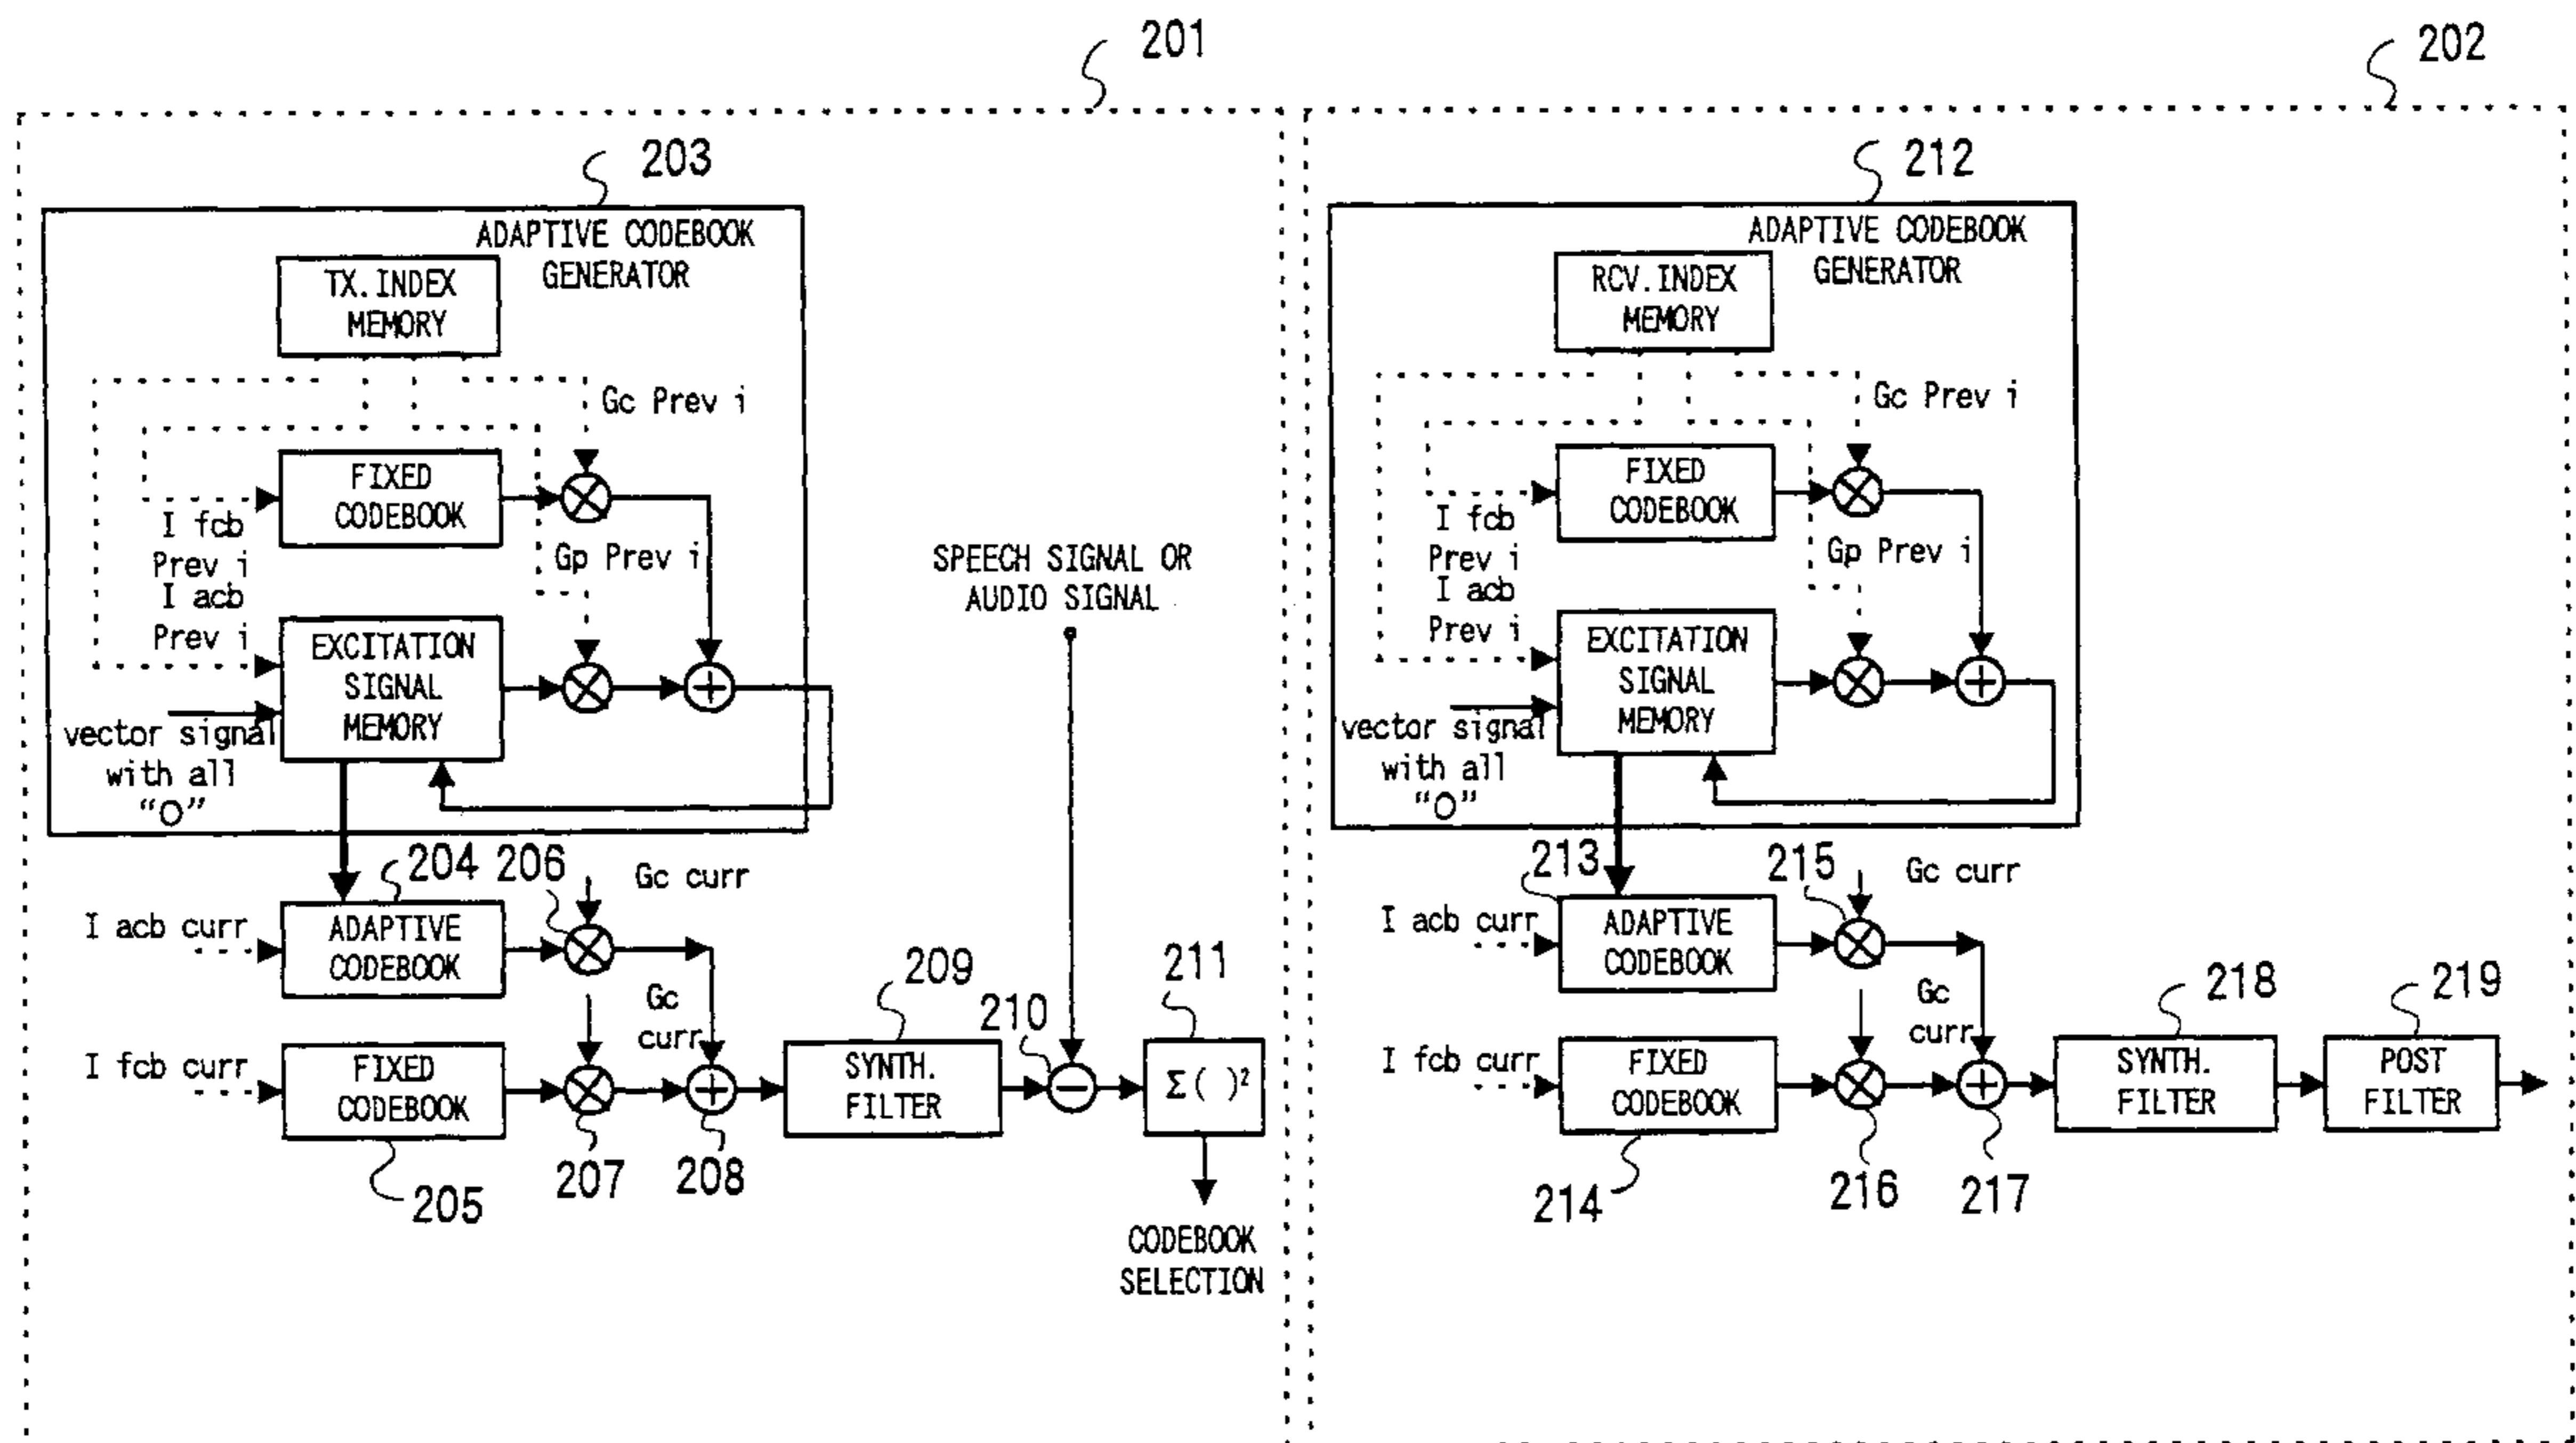 201
202
203
ADAPTIVE CODEBOOK
GENERATOR
TX. INDEX
MEMORY
Gc Prev i
FIXED
CODEBOOK
I fcb
Prev i
Gp Prev i
I acb
Prev i
EXCITATION
SIGNAL
MEMORY
vector signal
with all
“O”
SPEECH SIGNAL OR
AUDIO SIGNAL
204
206
Gc curr
I acb curr
ADAPTIVE
CODEBOOK
Gc
curr
209
210
211
I fcb curr
FIXED
CODEBOOK
SYNTH.
FILTER
Σ( )²
205
207
208
CODEBOOK
SELECTION
212
ADAPTIVE CODEBOOK
GENERATOR
RCV. INDEX
MEMORY
Gc Prev i
FIXED
CODEBOOK
I fcb
Prev i
Gp Prev i
I acb
Prev i
EXCITATION
SIGNAL
MEMORY
vector signal
with all
“O”
213
215
Gc curr
I acb curr
ADAPTIVE
CODEBOOK
Gc
curr
218
219
I fcb curr
FIXED
CODEBOOK
SYNTH.
FILTER
POST
FILTER
214
216
217